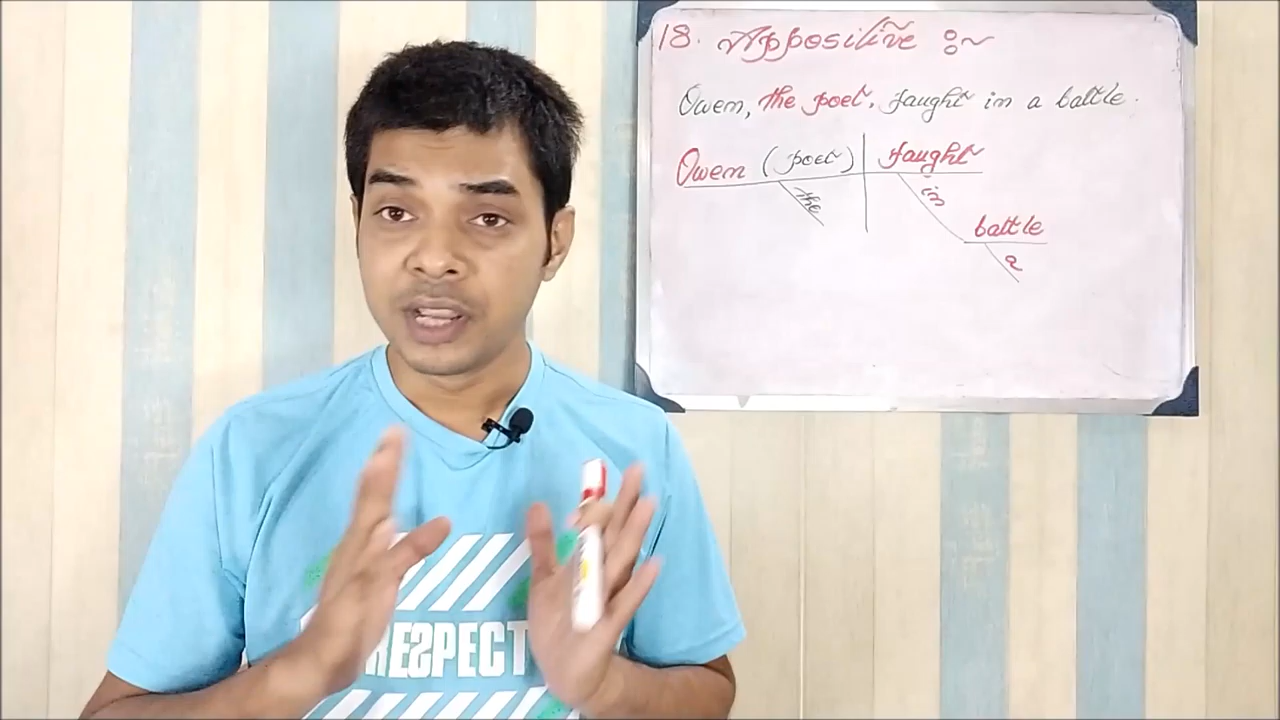 18. Appositive :~
Owen, the poet, faught in a battle.
Owen (poet) faught
the
in
battle
a
RESPECT